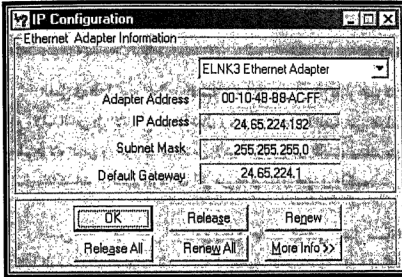 IP Configuration
Ethernet Adapter Information
ELNK3 Ethernet Adapter
Adapter Address 00-10-4B-B8-AC-FF
IP Address 24.65.224.192
Subnet Mask 255.255.255.0
Default Gateway 24.65.224.1
OK Release Renew
Release All Renew All More Info >>